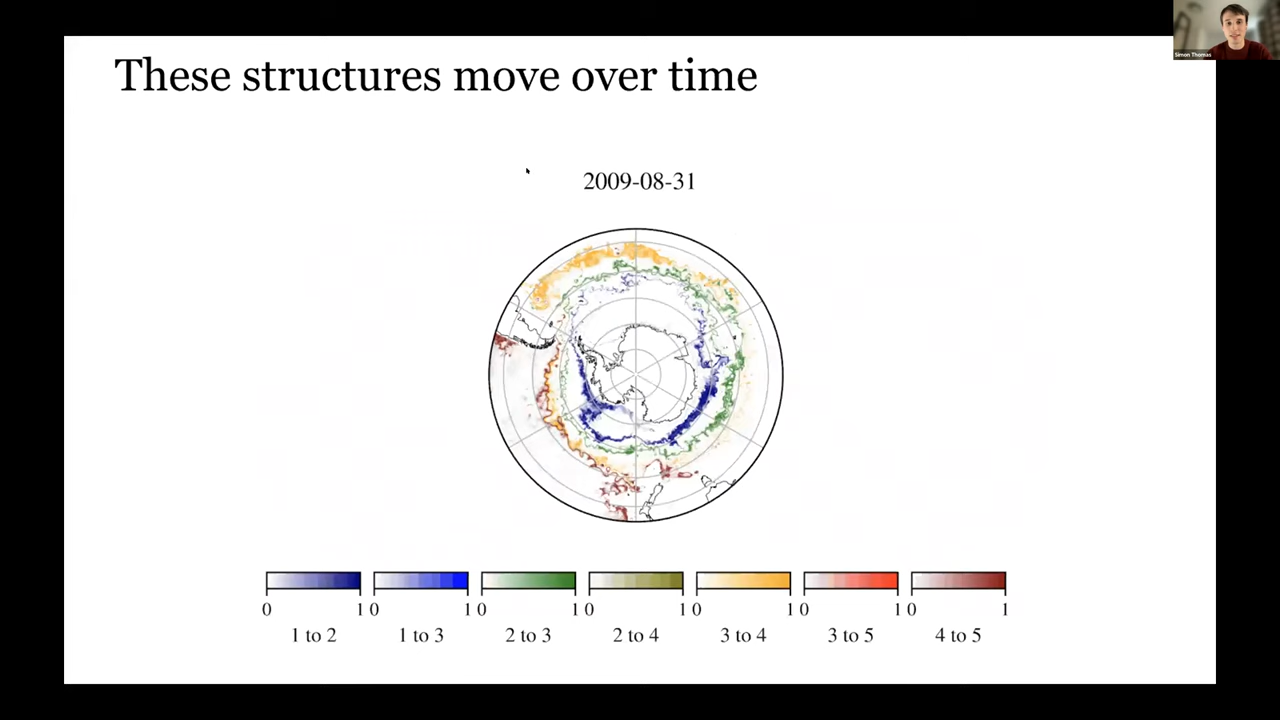 Simon Thomas
These structures move over time
2009-08-31
0 1 0 1 0 1 0 1 0 1 0 1 0 1
1 to 2 1 to 3 2 to 3 2 to 4 3 to 4 3 to 5 4 to 5